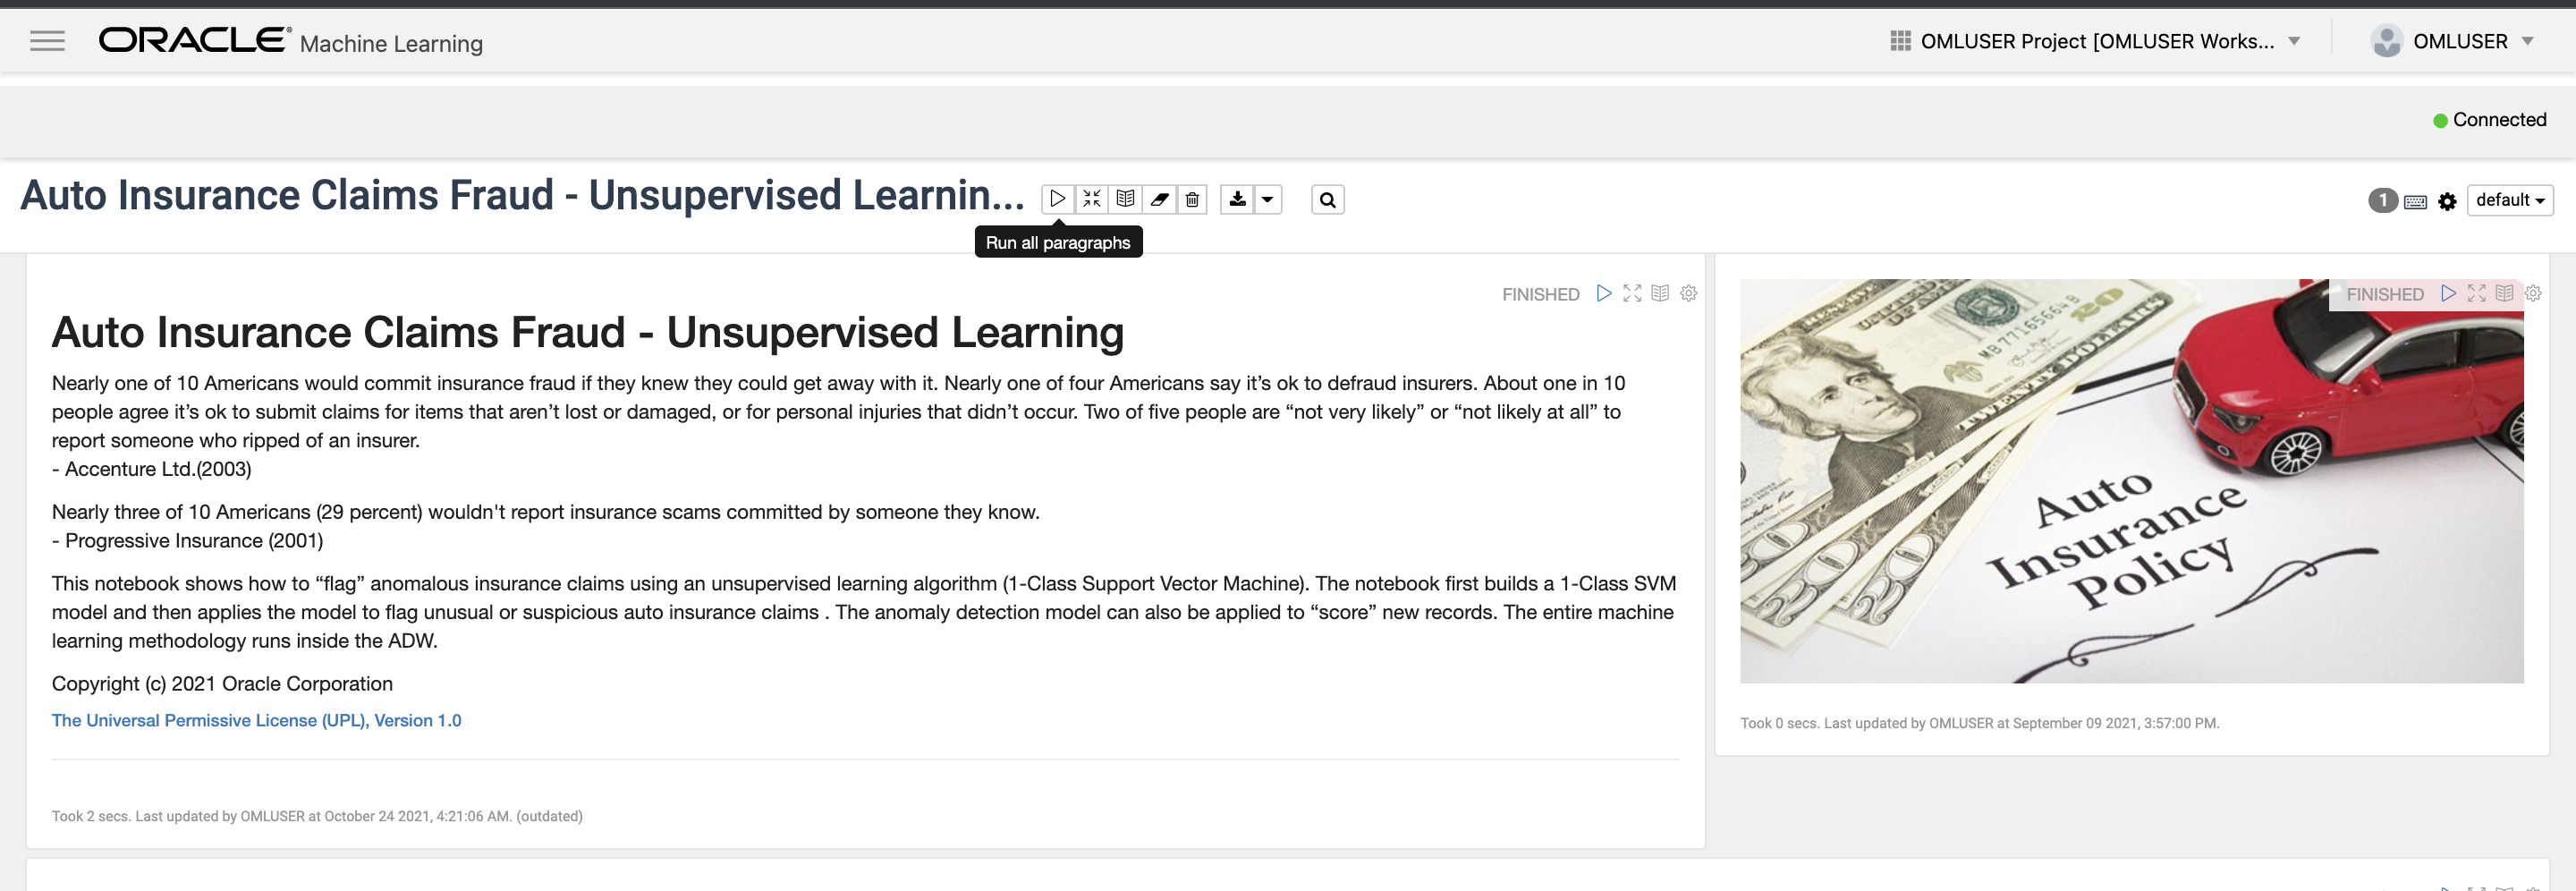 ORACLE® Machine Learning
OMLUSER Project [OMLUSER Works...
OMLUSER
Connected
Auto Insurance Claims Fraud - Unsupervised Learnin...
1
default
Run all paragraphs
FINISHED
Auto Insurance Claims Fraud - Unsupervised Learning
Nearly one of 10 Americans would commit insurance fraud if they knew they could get away with it. Nearly one of four Americans say it’s ok to defraud insurers. About one in 10
people agree it’s ok to submit claims for items that aren’t lost or damaged, or for personal injuries that didn’t occur. Two of five people are “not very likely” or “not likely at all” to
report someone who ripped of an insurer.
- Accenture Ltd.(2003)
Nearly three of 10 Americans (29 percent) wouldn't report insurance scams committed by someone they know.
- Progressive Insurance (2001)
This notebook shows how to “flag” anomalous insurance claims using an unsupervised learning algorithm (1-Class Support Vector Machine). The notebook first builds a 1-Class SVM
model and then applies the model to flag unusual or suspicious auto insurance claims . The anomaly detection model can also be applied to “score” new records. The entire machine
learning methodology runs inside the ADW.
Copyright (c) 2021 Oracle Corporation
The Universal Permissive License (UPL), Version 1.0
Took 2 secs. Last updated by OMLUSER at October 24 2021, 4:21:06 AM. (outdated)
FINISHED
MB77165664B
20
Auto
Insurance
Policy
20
20
Took 0 secs. Last updated by OMLUSER at September 09 2021, 3:57:00 PM.